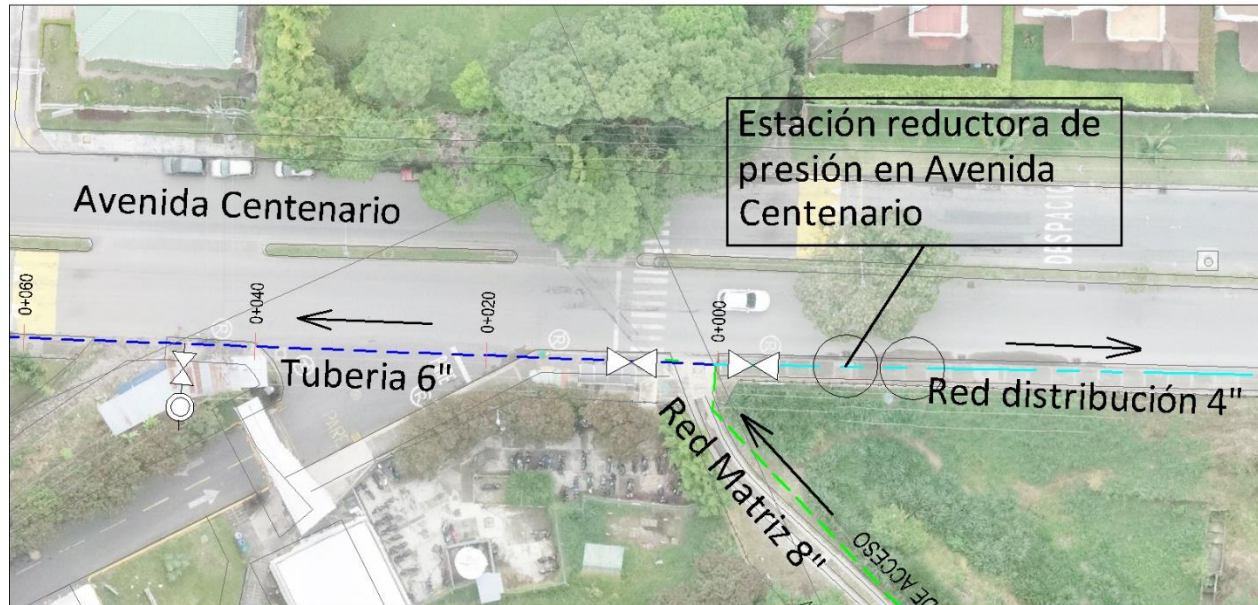 Estación reductora de
presión en Avenida
Centenario
Avenida Centenario
DESPACIO
0+060
0+040
0+020
0+000
Tuberia 6"
Red distribución 4"
Red Matriz 8"
DE ACCESO